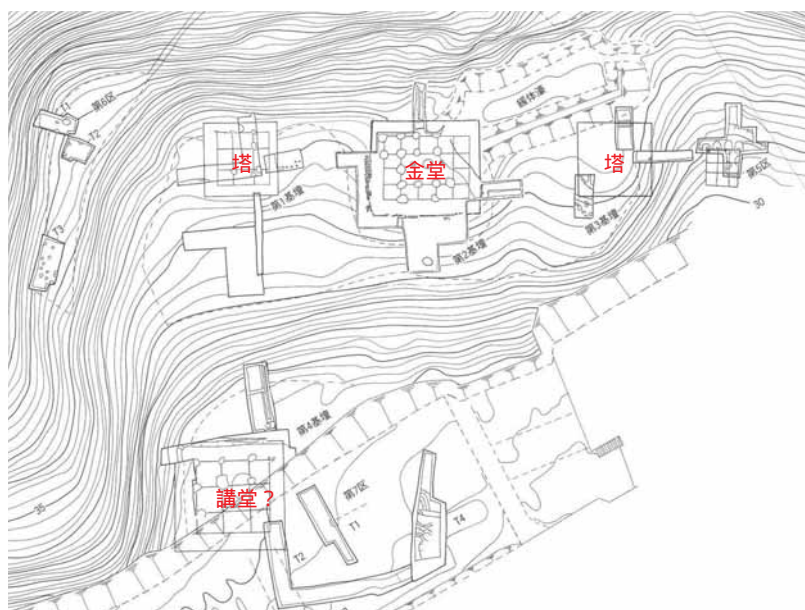 第6区
T1
T2
T3
塔
第1基壇
金堂
第2基壇
塔
第3基壇
第5区
30
第4基壇
講堂？
第7区
T1
T2
T4
35